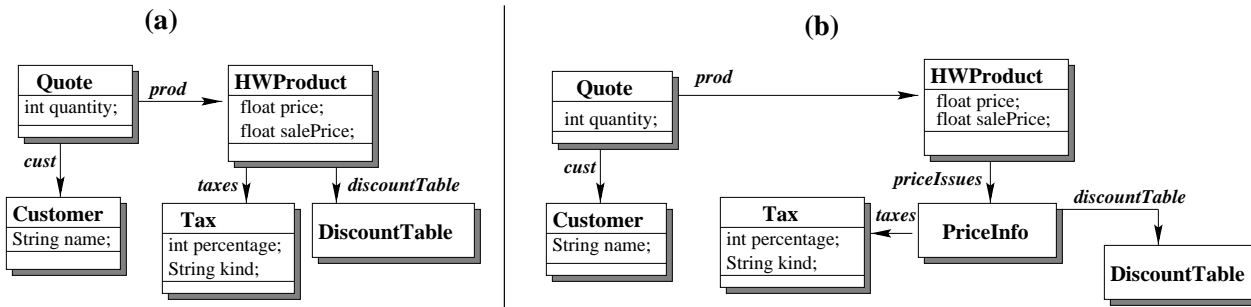 (a)
Quote
int quantity;
prod
HWProduct
float price;
float salePrice;
cust
taxes
discountTable
Customer
String name;
Tax
int percentage;
String kind;
DiscountTable
(b)
Quote
int quantity;
prod
HWProduct
float price;
float salePrice;
cust
priceIssues
Customer
String name;
Tax
int percentage;
String kind;
taxes
PriceInfo
discountTable
DiscountTable